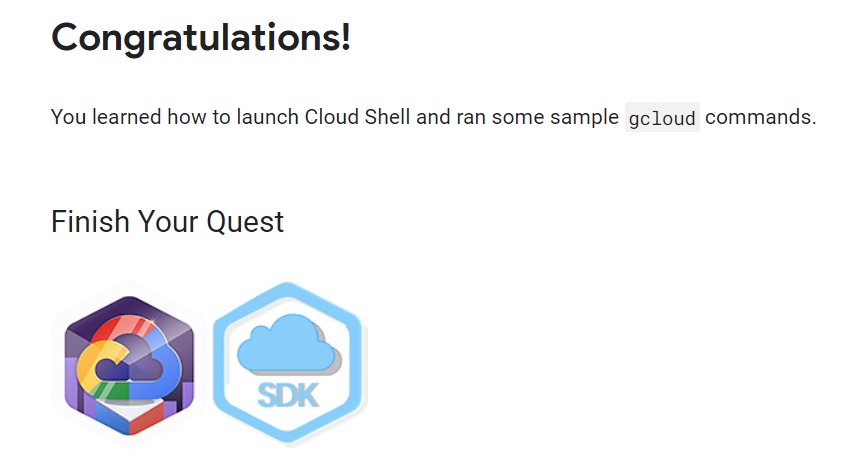 Congratulations!
You learned how to launch Cloud Shell and ran some sample gcloud commands.
Finish Your Quest
SDK